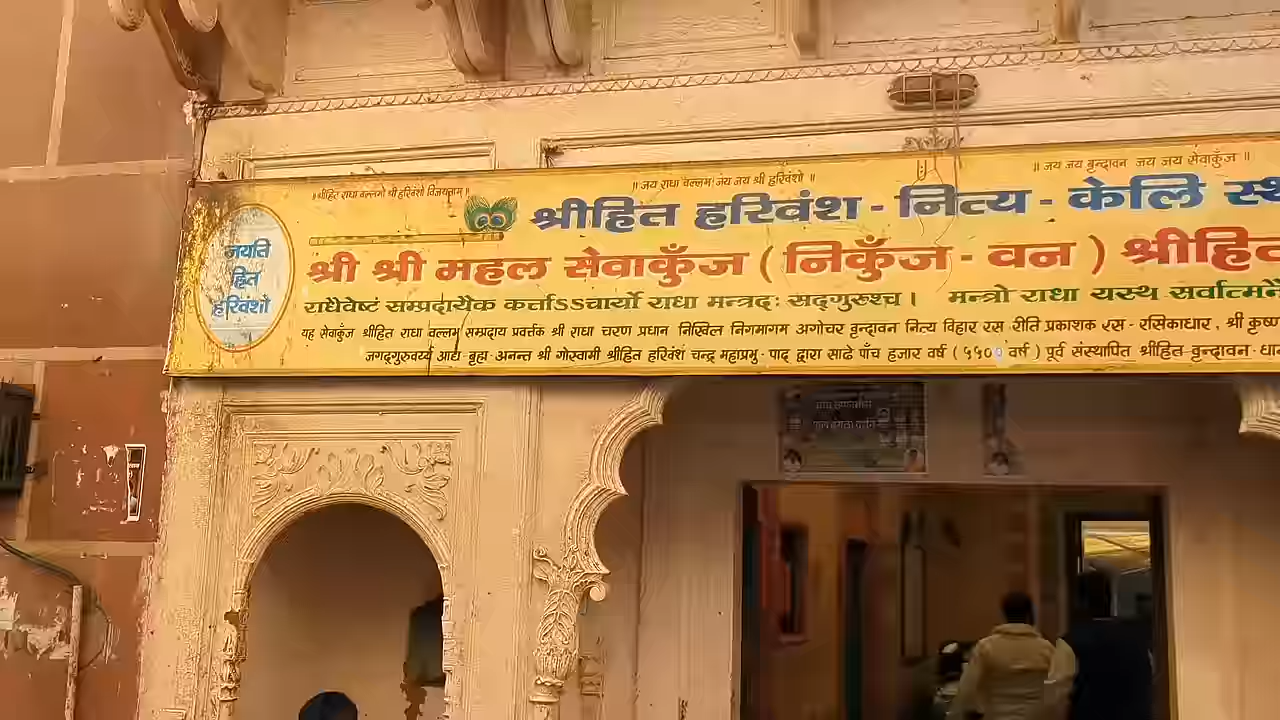 ॥ श्रीहित राधा वल्लभो श्री हरिवंशो विजयताम् ॥
॥ जय राधा वल्लभ जय जय श्री हरिवंशो ॥
॥ जय जय बृन्दावन जय जय सेवाकुँज ॥
जयति
हित
हरिवंशो
श्रीहित हरिवंश - नित्य - केलि
श्री श्री महल सेवाकुँज ( निकुँज - वन ) श्रीहित
राधैवेष्टं सम्प्रदायैक कर्त्ताऽऽचार्यो राधा मन्त्रदः सद्‌गुरुश्च। मन्त्रो राधा यस्य
यह सेवाकुँज श्रीहित राधा वल्लभ सम्प्रदाय प्रवर्त्तक श्री राधा चरण प्रधान निखिल निगमागम अगोचर वृन्दावन नित्य विहार रस रीति प्रकाशक रस - रसिकाधार , श्री
जगद्‌गुरुवर्य्य आद्य ब्रह्म अनन्त श्री गोस्वामी श्रीहित हरिवंश चन्द्र महाप्रभु - पाद् द्वारा साढे पाँच हजार वर्ष ( ५५०० वर्ष ) पूर्व संस्थापित श्रीहित वृन्दावन